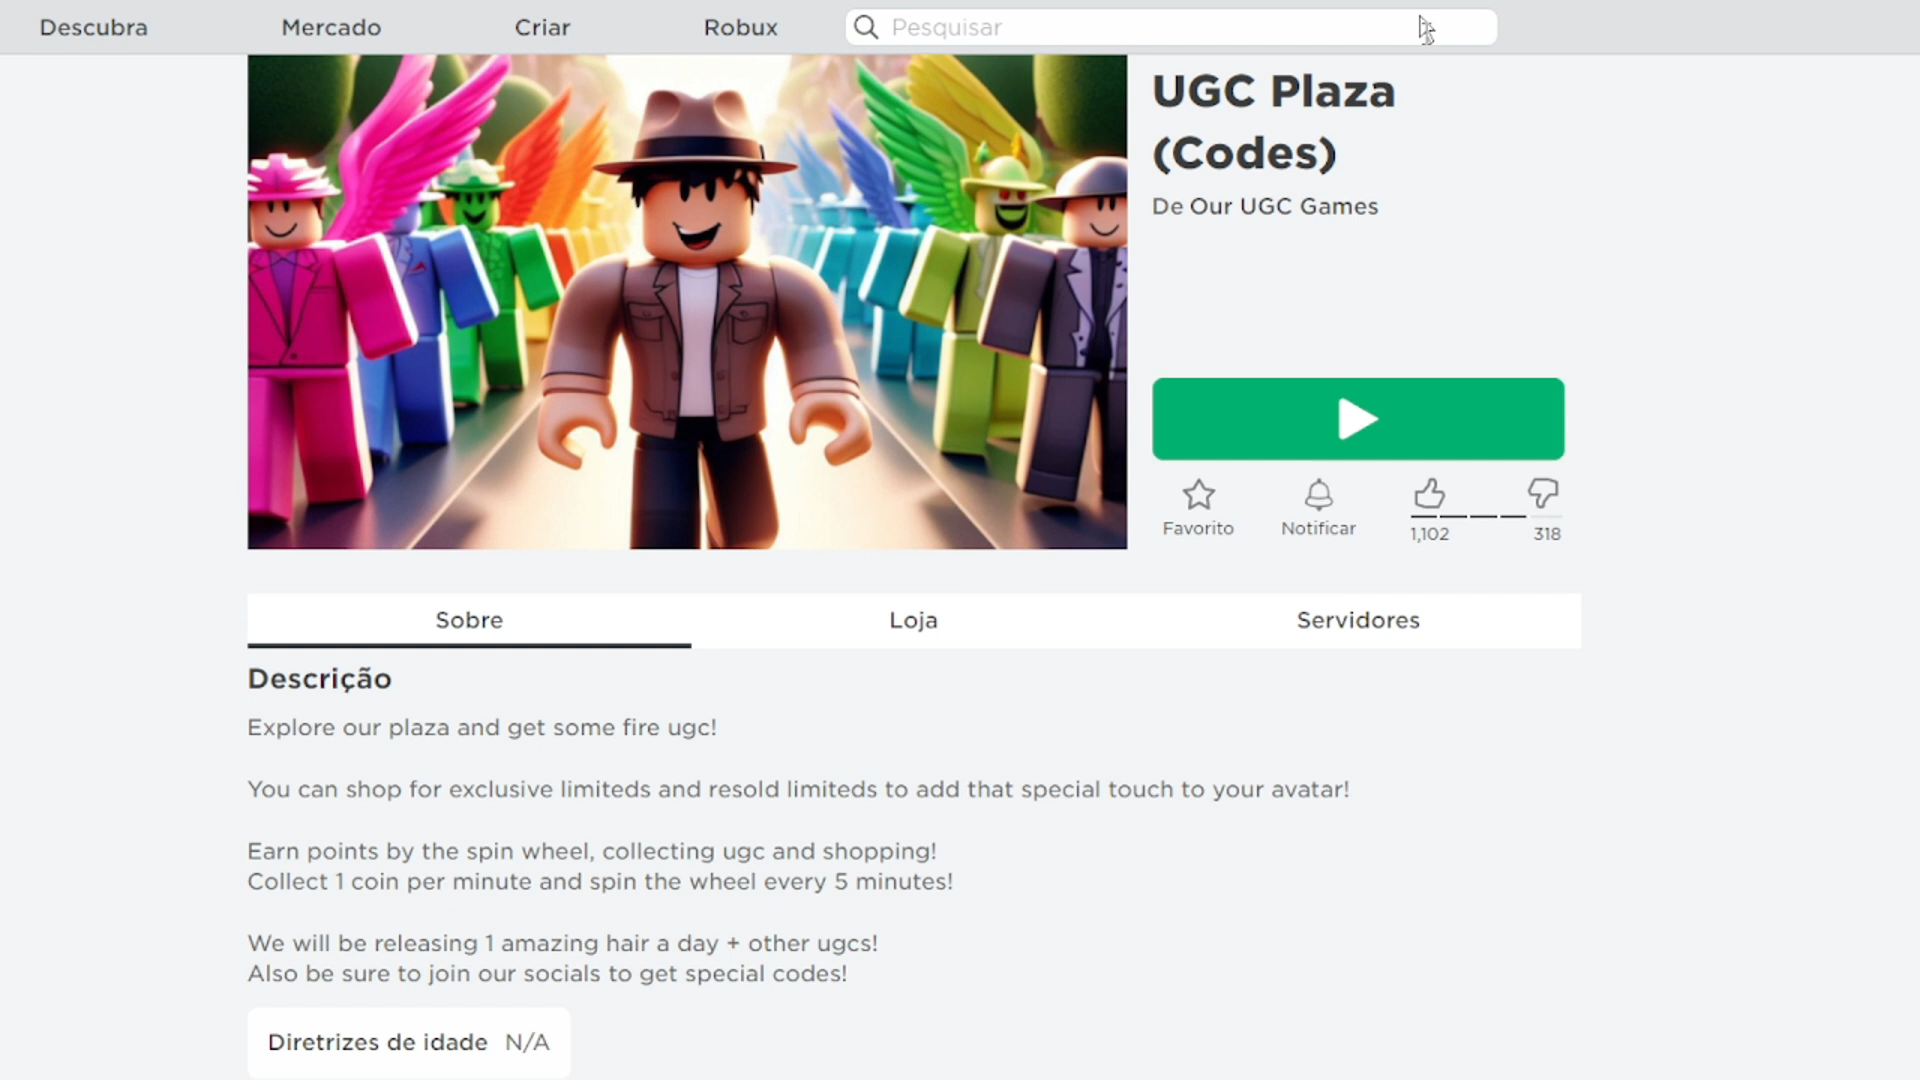 Descubra
Mercado
Criar
Robux
Pesquisar
UGC Plaza
(Codes)
De Our UGC Games
Favorito
Notificar
1,102
318
Sobre
Loja
Servidores
Descrição
Explore our plaza and get some fire ugc!
You can shop for exclusive limiteds and resold limiteds to add that special touch to your avatar!
Earn points by the spin wheel, collecting ugc and shopping!
Collect 1 coin per minute and spin the wheel every 5 minutes!
We will be releasing 1 amazing hair a day + other ugcs!
Also be sure to join our socials to get special codes!
Diretrizes de idade N/A